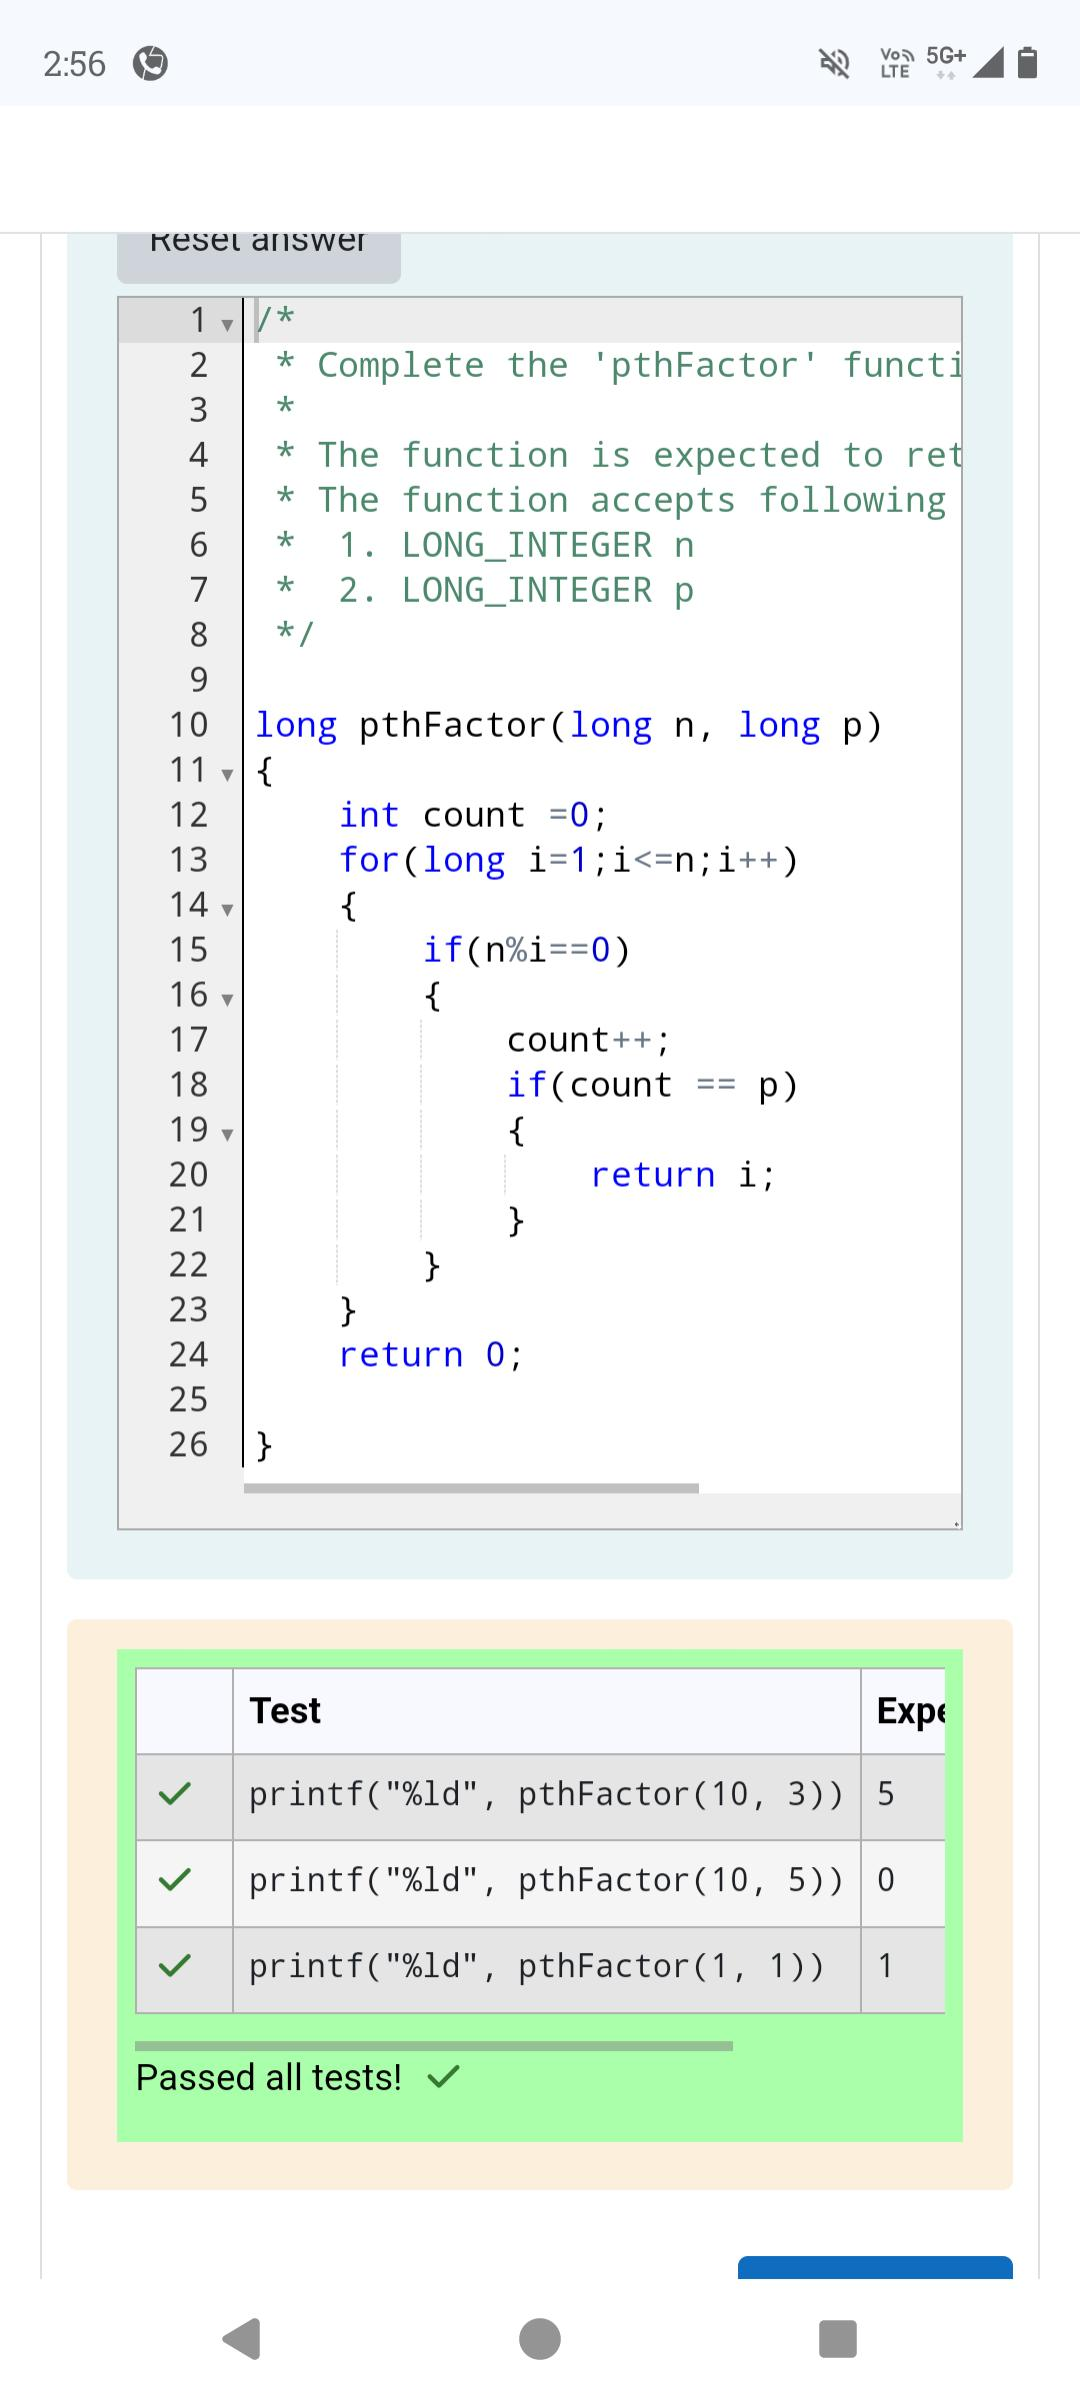 2:56
Vo LTE 5G+
Reset answer
1 /*
2 * Complete the 'pthFactor' functi
3 *
4 * The function is expected to ret
5 * The function accepts following
6 * 1. LONG_INTEGER n
7 * 2. LONG_INTEGER p
8 */
9
10 long pthFactor(long n, long p)
11 {
12 int count =0;
13 for(long i=1;i<=n;i++)
14 {
15 if(n%i==0)
16 {
17 count++;
18 if(count == p)
19 {
20 return i;
21 }
22 }
23 }
24 return 0;
25
26 }
Test Expe
printf("%ld", pthFactor(10, 3)) 5
printf("%ld", pthFactor(10, 5)) 0
printf("%ld", pthFactor(1, 1)) 1
Passed all tests!